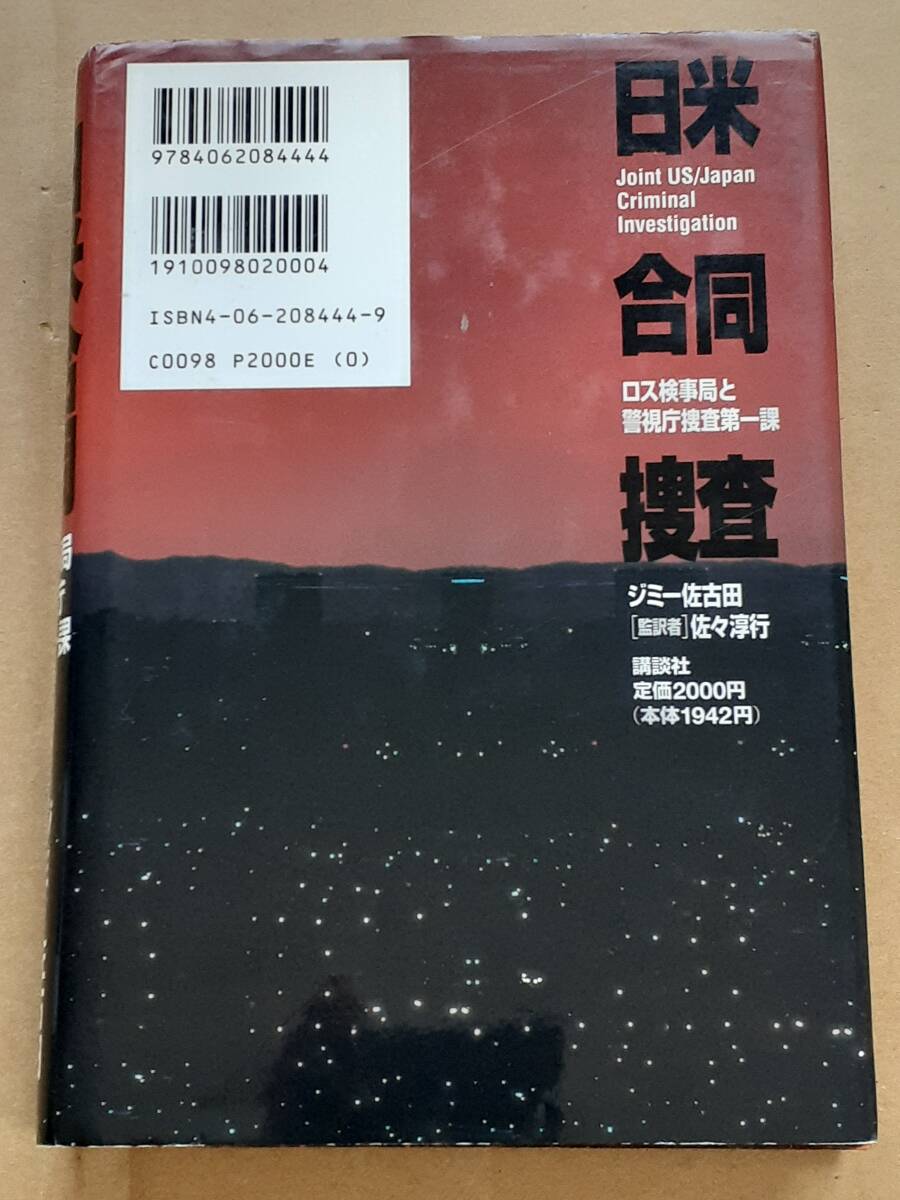 9784062084444
1910098020004
ISBN4-06-208444-9
C0098 P2000E (0)
日米
Joint US/Japan
Criminal
Investigation
合同
ロス検事局と
警視庁捜査第一課
捜査
ジミー佐古田
[監訳者]佐々淳行
講談社
定価2000円
(本体1942円)